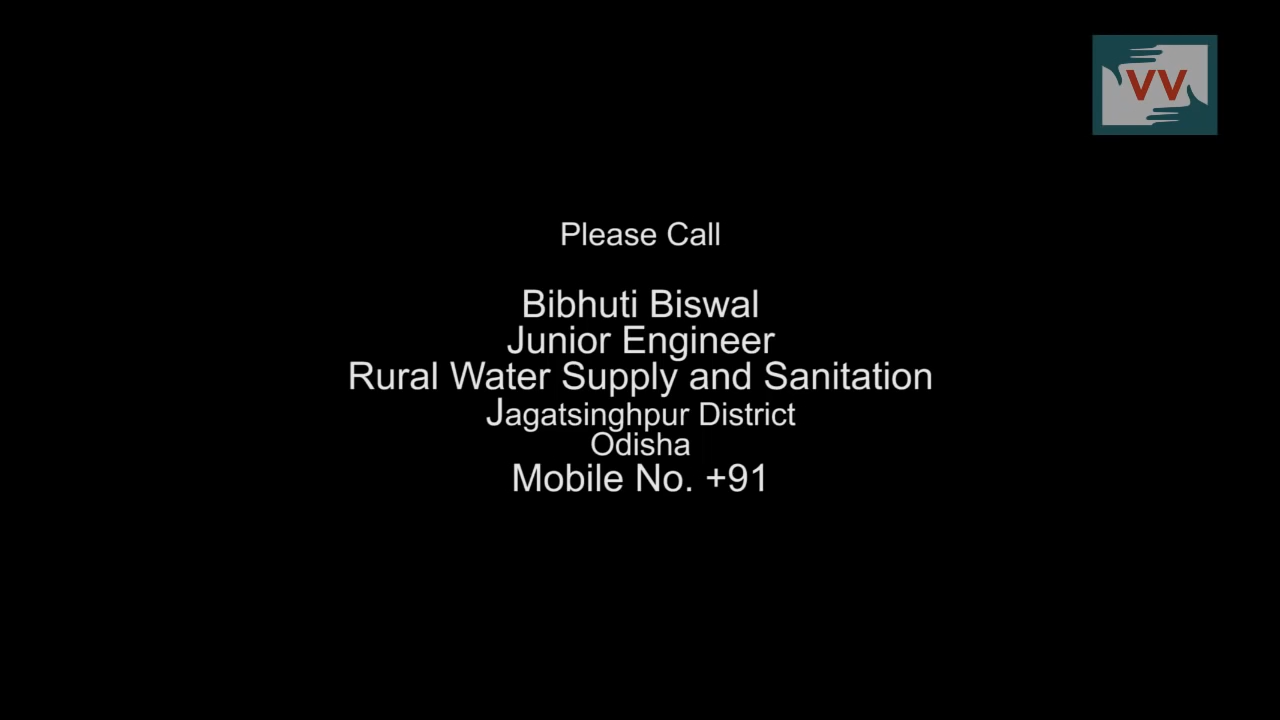 VV
Please Call
Bibhuti Biswal
Junior Engineer
Rural Water Supply and Sanitation
Jagatsinghpur District
Odisha
Mobile No. +91